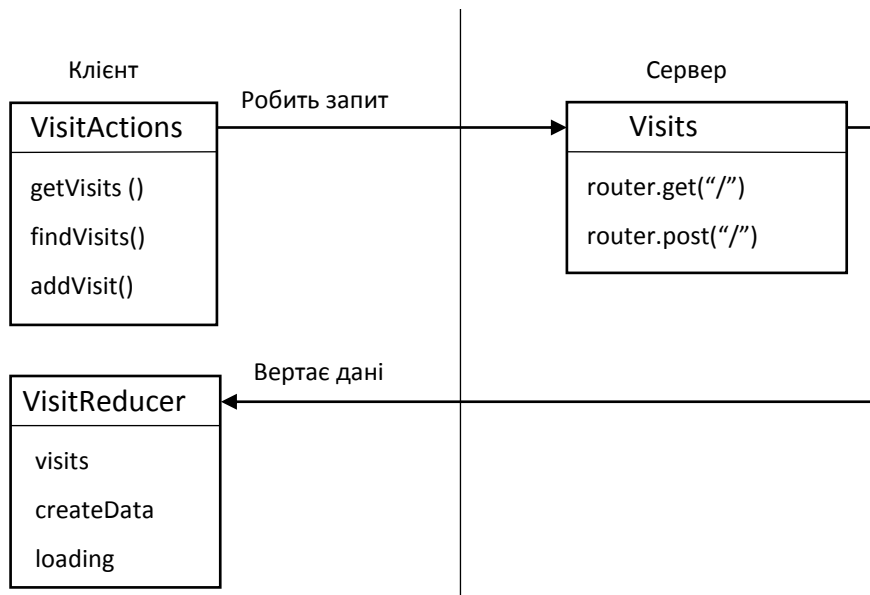 Клієнт
Сервер
Робить запит
VisitActions
getVisits ()
findVisits()
addVisit()
Visits
router.get(“/”)
router.post(“/”)
Вертає дані
VisitReducer
visits
createData
loading